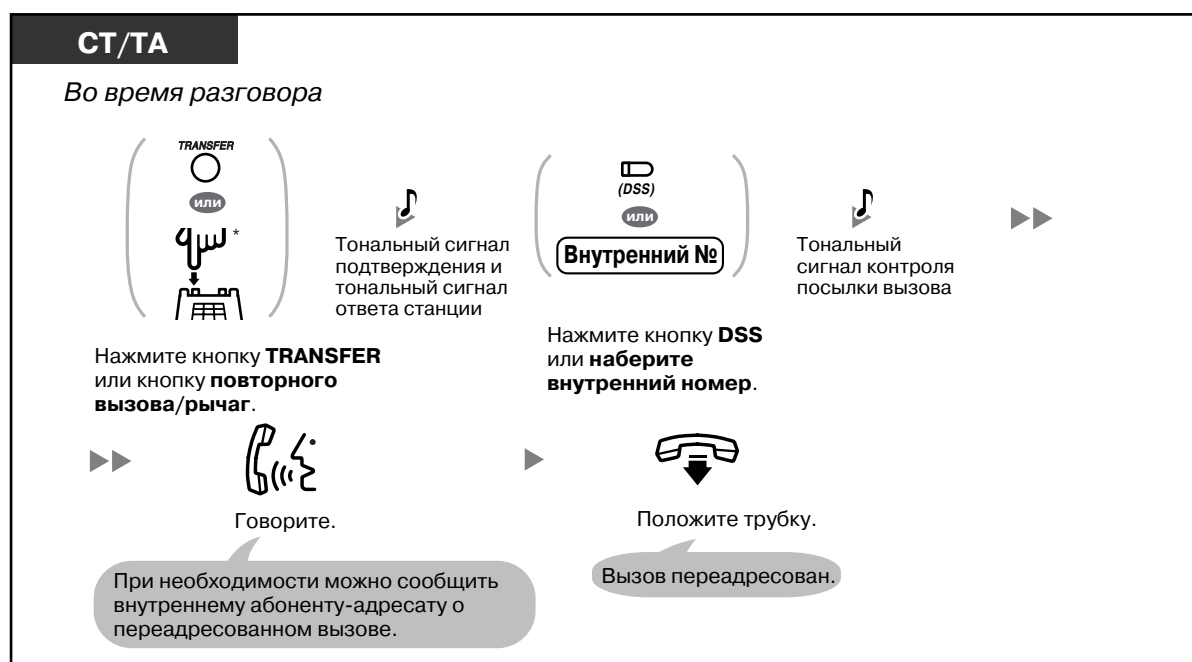 СТ/ТА
Во время разговора
TRANSFER
или
*
Тональный сигнал
подтверждения и
тональный сигнал
ответа станции
(DSS)
или
Внутренний №
Тональный
сигнал контроля
посылки вызова
Нажмите кнопку TRANSFER
или кнопку повторного
вызова/рычаг.
Нажмите кнопку DSS
или наберите
внутренний номер.
Говорите.
Положите трубку.
При необходимости можно сообщить
внутреннему абоненту-адресату о
переадресованном вызове.
Вызов переадресован.